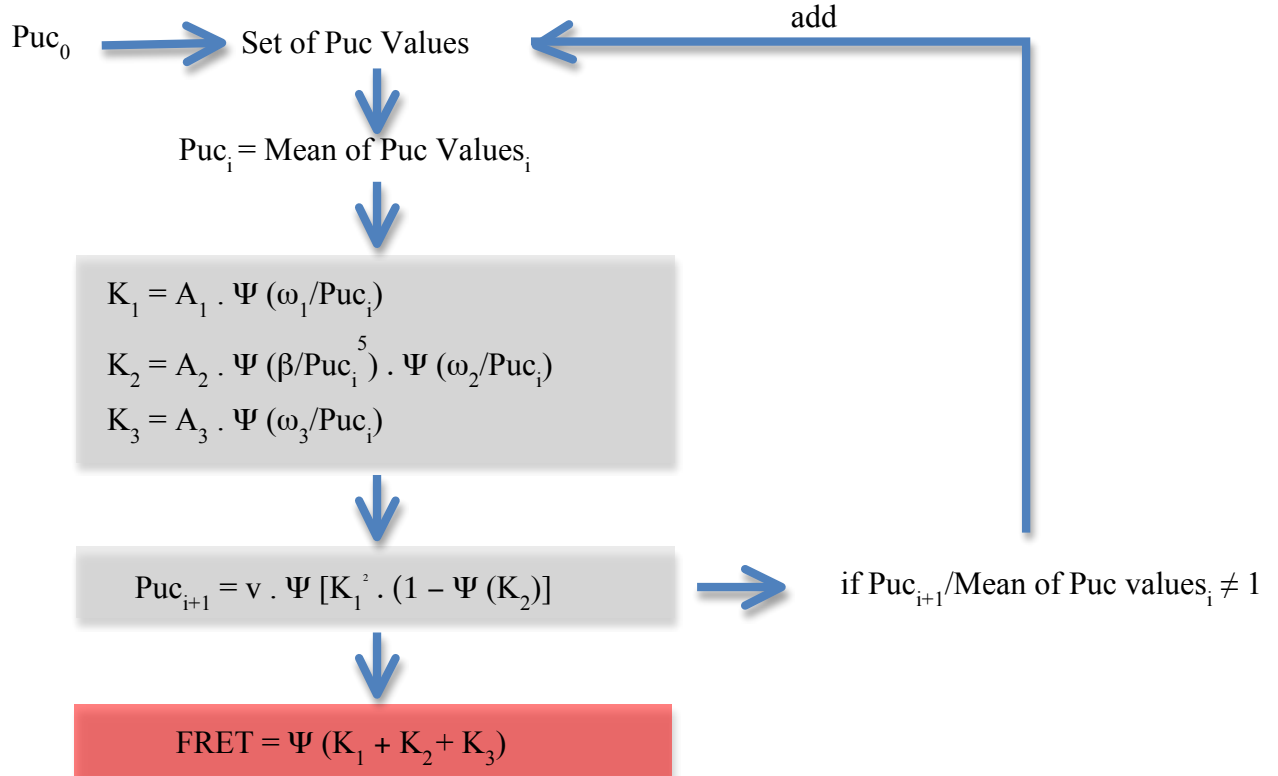 add
Puc₀
Set of Puc Values
Pucᵢ = Mean of Puc Valuesᵢ
K₁ = A₁ . Ψ (ω₁/Pucᵢ)
K₂ = A₂ . Ψ (β/Pucᵢ⁵) . Ψ (ω₂/Pucᵢ)
K₃ = A₃ . Ψ (ω₃/Pucᵢ)
Pucᵢ₊₁ = v . Ψ [K₁² . (1 – Ψ (K₂)]
if Pucᵢ₊₁/Mean of Puc valuesᵢ ≠ 1
FRET = Ψ (K₁ + K₂ + K₃)